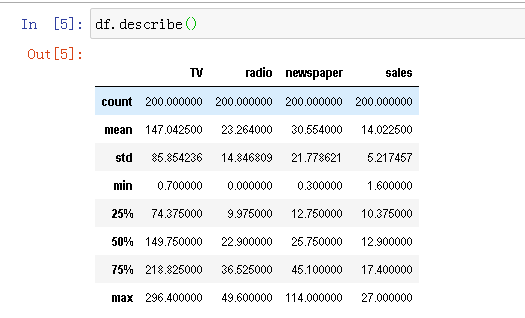 In [5]: df.describe()
Out[5]:
TV radio newspaper sales
count 200.000000 200.000000 200.000000 200.000000
mean 147.042500 23.264000 30.554000 14.022500
std 85.854236 14.846809 21.778621 5.217457
min 0.700000 0.000000 0.300000 1.600000
25% 74.375000 9.975000 12.750000 10.375000
50% 149.750000 22.900000 25.750000 12.900000
75% 218.825000 36.525000 45.100000 17.400000
max 296.400000 49.600000 114.000000 27.000000